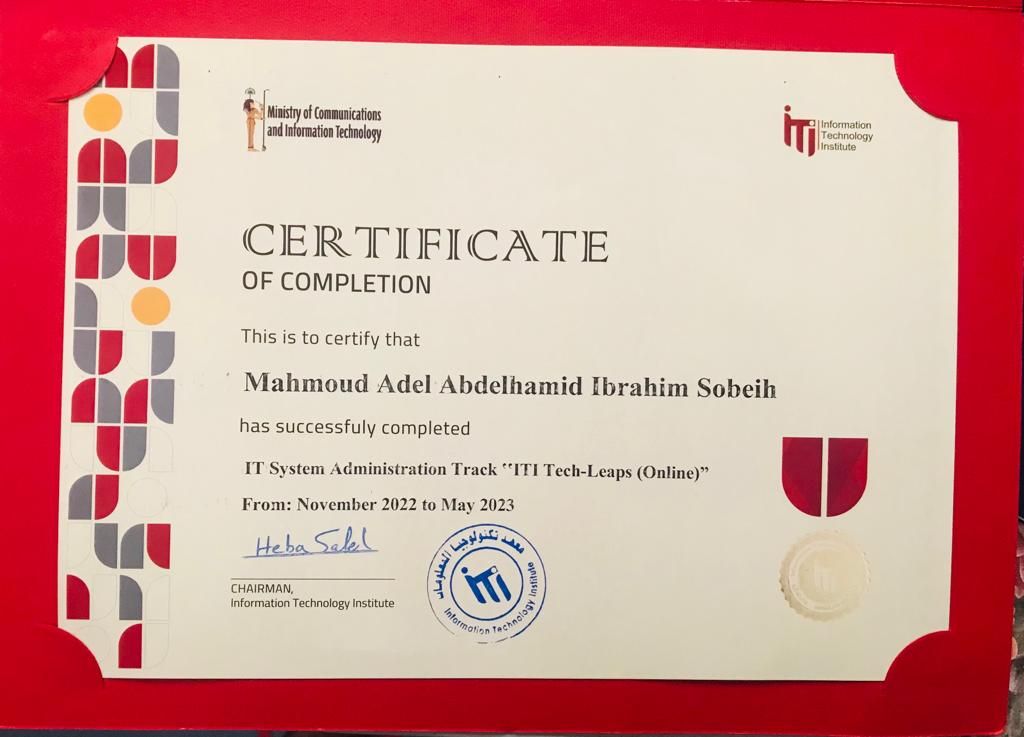 Ministry of Communications
and Information Technology
iTi
Information
Technology
Institute
CERTIFICATE
OF COMPLETION
This is to certify that
Mahmoud Adel Abdelhamid Ibrahim Sobeih
has successfuly completed
IT System Administration Track "ITI Tech-Leaps (Online)"
From: November 2022 to May 2023
Heba Saleh
CHAIRMAN,
Information Technology Institute
معهد تكنولوجيا المعلومات
iTi
Information Technology Institute